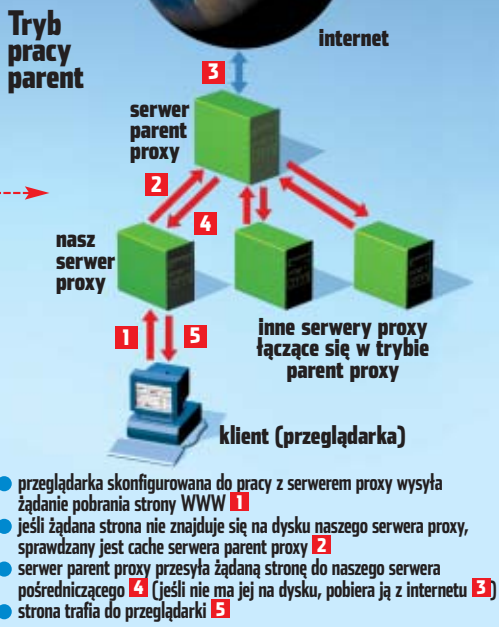 Tryb
pracy
parent
internet
3
serwer
parent
proxy
2
4
nasz
serwer
proxy
1
5
inne serwery proxy
łączące się w trybie
parent proxy
klient (przeglądarka)
przeglądarka skonfigurowana do pracy z serwerem proxy wysyła
żądanie pobrania strony WWW 1
jeśli żądana strona nie znajduje się na dysku naszego serwera proxy,
sprawdzany jest cache serwera parent proxy 2
serwer parent proxy przesyła żądaną stronę do naszego serwera
pośredniczącego 4 (jeśli nie ma jej na dysku, pobiera ją z internetu 3)
strona trafia do przeglądarki 5